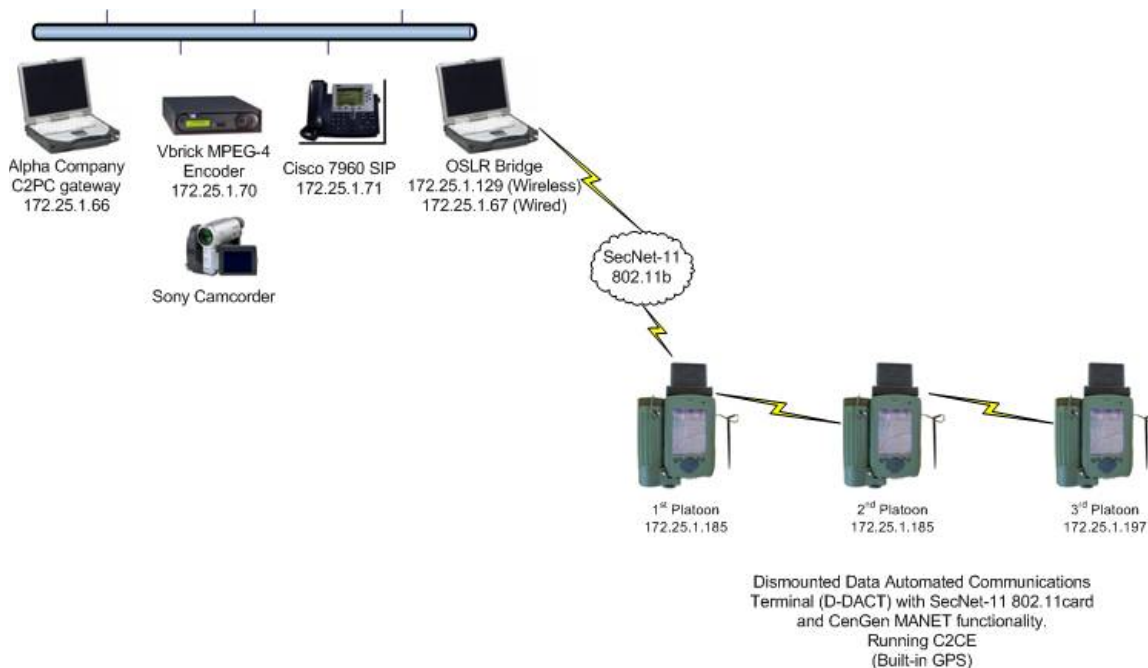 Alpha Company
C2PC gateway
172.25.1.66
Vbrick MPEG-4
Encoder
172.25.1.70
Cisco 7960 SIP
172.25.1.71
OSLR Bridge
172.25.1.129 (Wireless)
172.25.1.67 (Wired)
Sony Camcorder
SecNet-11
802.11b
1st Platoon
172.25.1.185
2nd Platoon
172.25.1.185
3rd Platoon
172.25.1.197
Dismounted Data Automated Communications
Terminal (D-DACT) with SecNet-11 802.11card
and CenGen MANET functionality.
Running C2CE
(Built-in GPS)